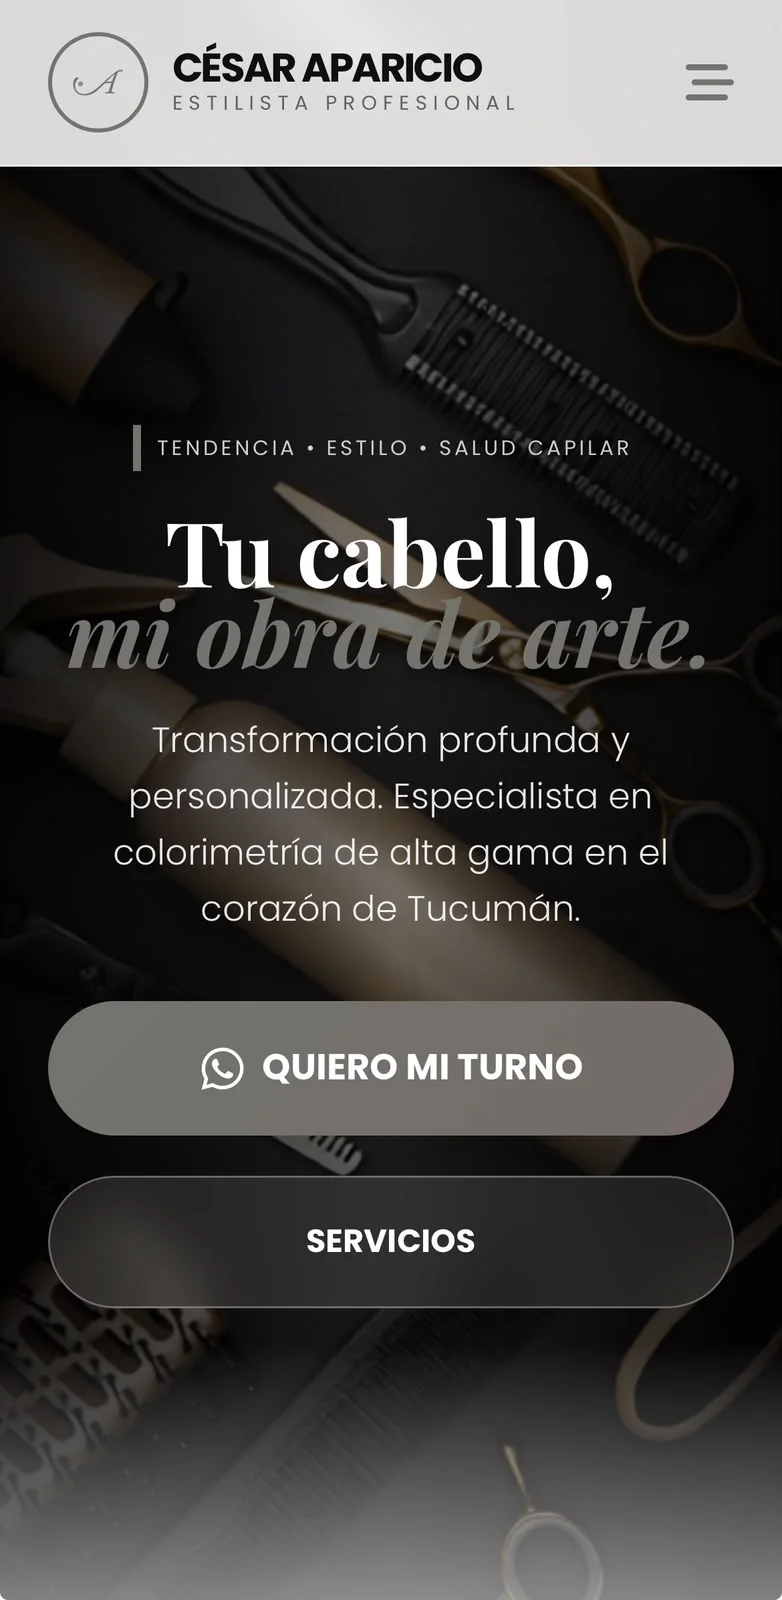 A
CÉSAR APARICIO
ESTILISTA PROFESIONAL
TENDENCIA • ESTILO • SALUD CAPILAR
Tu cabello,
mi obra de arte.
Transformación profunda y
personalizada. Especialista en
colorimetría de alta gama en el
corazón de Tucumán.
QUIERO MI TURNO
SERVICIOS